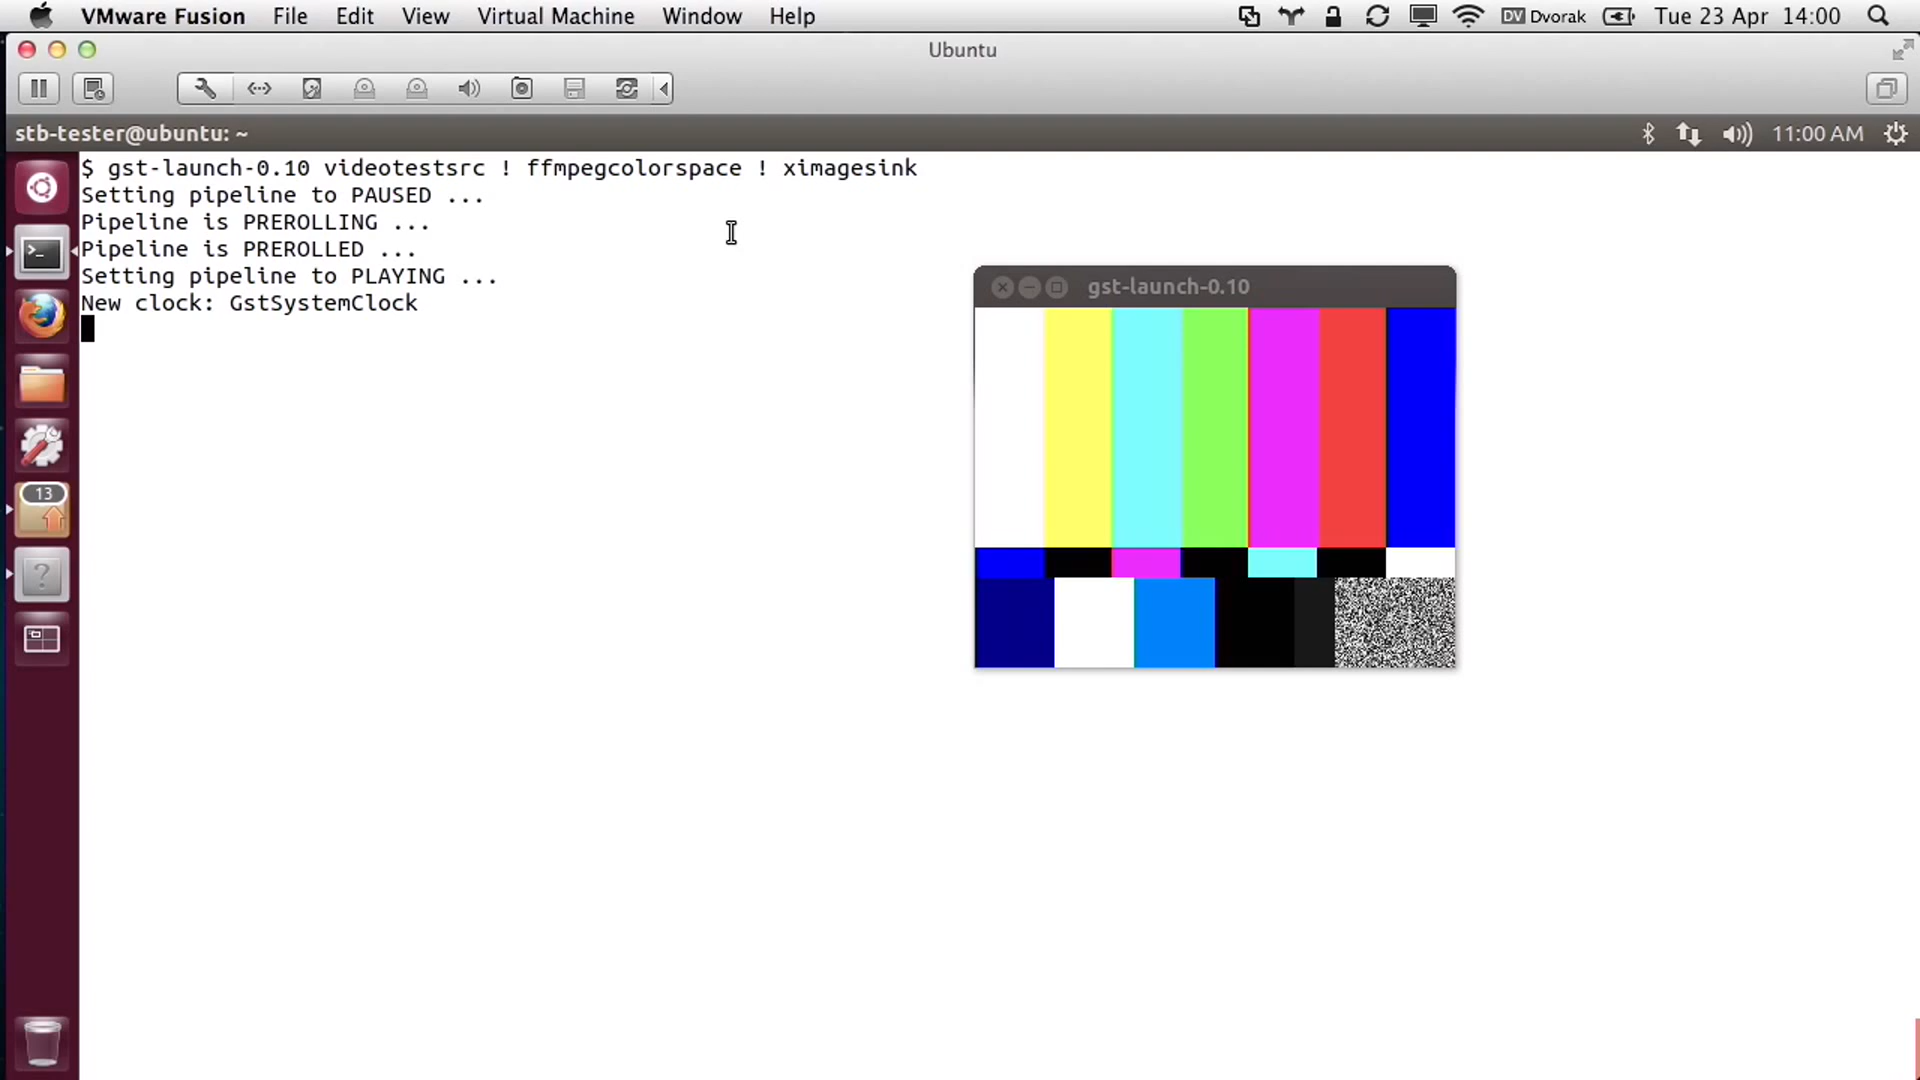 VMware Fusion File Edit View Virtual Machine Window Help DV Dvorak Tue 23 Apr 14:00
Ubuntu
stb-tester@ubuntu: ~ 11:00 AM
$ gst-launch-0.10 videotestsrc ! ffmpegcolorspace ! ximagesink
Setting pipeline to PAUSED ...
Pipeline is PREROLLING ...
Pipeline is PREROLLED ...
Setting pipeline to PLAYING ...
New clock: GstSystemClock
gst-launch-0.10
13